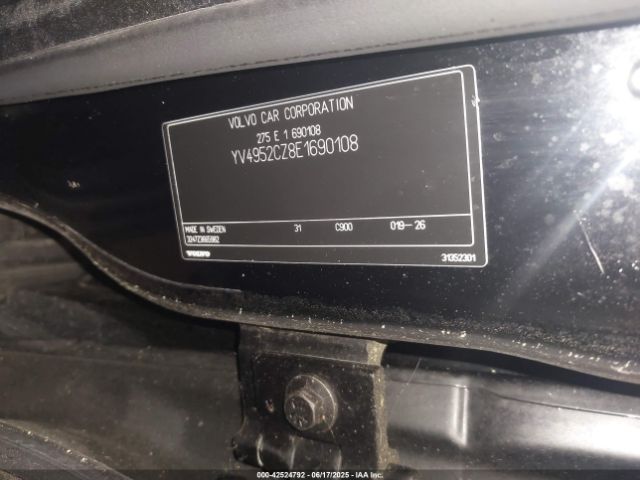 VOLVO CAR CORPORATION
275 E 1 690108
YV4952CZ8E1690108
MADE IN SWEDEN 31 C900 019-26
VOLVO 31352301
000-42524792 - 06/17/2025 - IAA Inc.